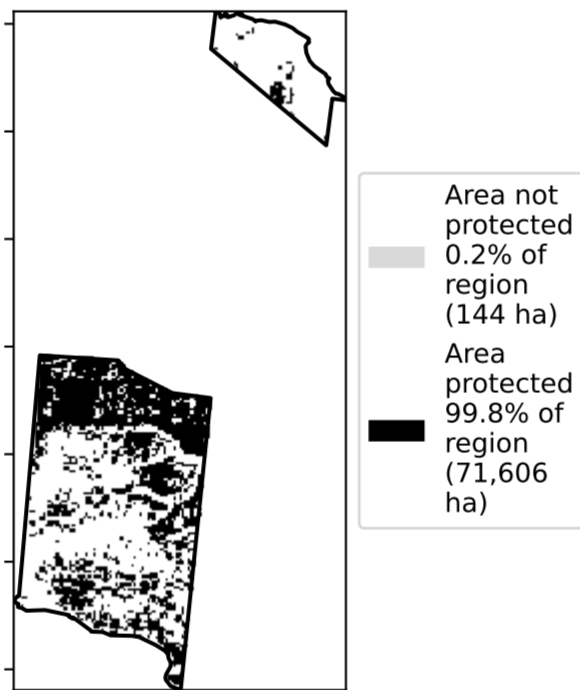 Area not
protected
0.2% of
region
(144 ha)
Area
protected
99.8% of
region
(71,606
ha)